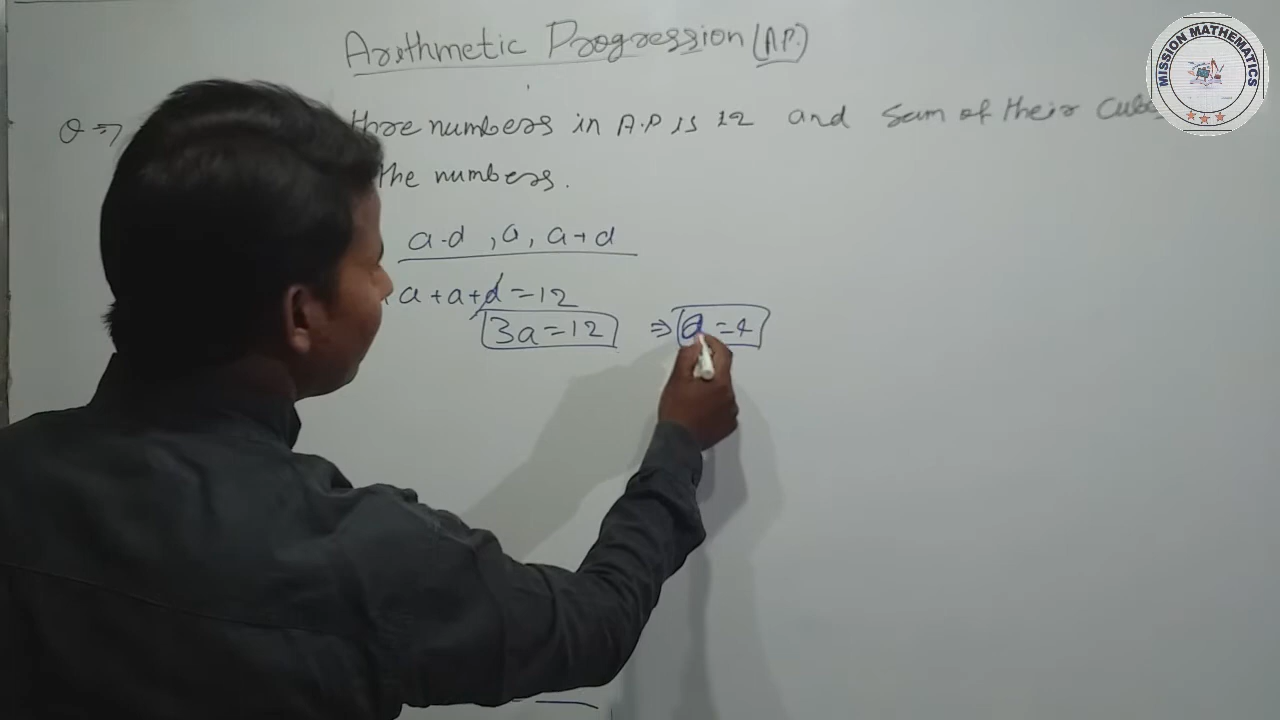 Arithmetic Progression (A.P.)
MISSION MATHEMATICS
Q ⇒ three numbers in A.P is 12 and sum of their
the numbers.
a-d, a, a+d
a + a + d = 12
3a = 12 ⇒ a = 4